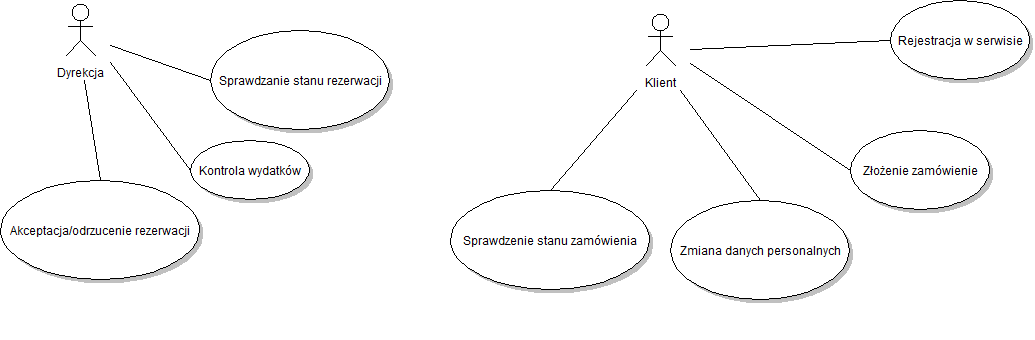 Dyrekcja
Sprawdzanie stanu rezerwacji
Kontrola wydatków
Akceptacja/odrzucenie rezerwacji
Klient
Rejestracja w serwisie
Złożenie zamówienie
Sprawdzenie stanu zamówienia
Zmiana danych personalnych